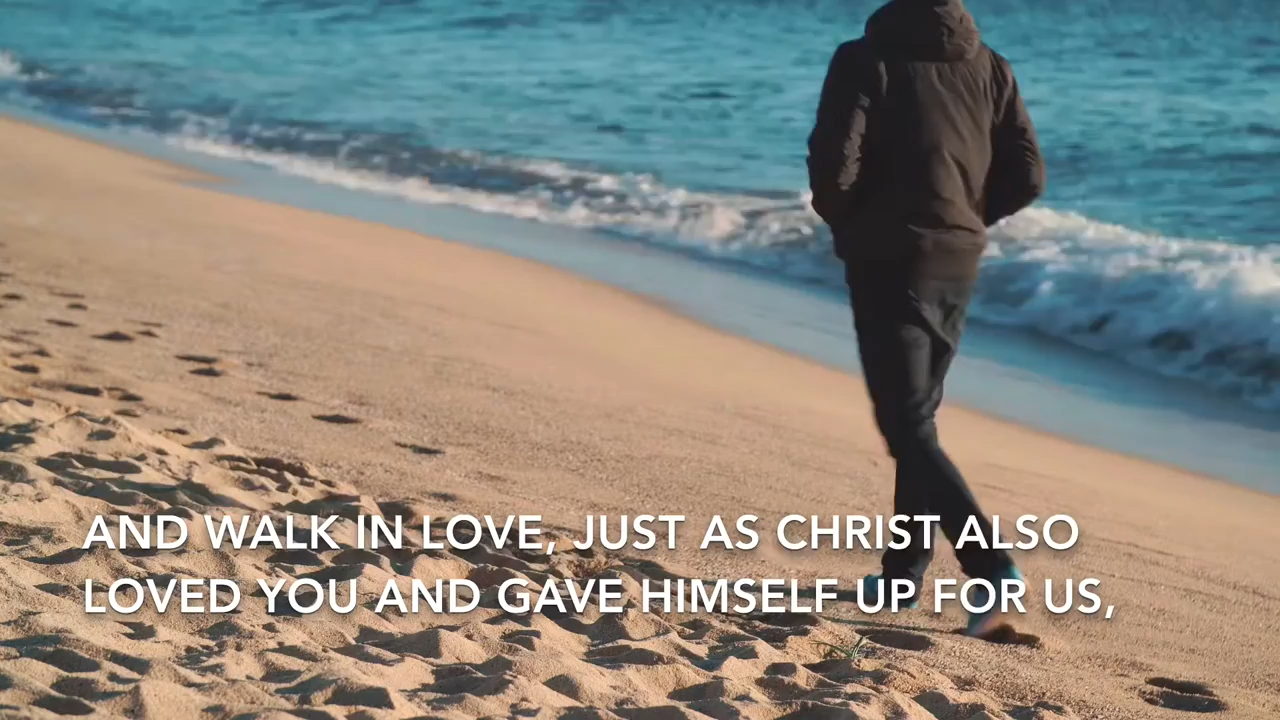 AND WALK IN LOVE, JUST AS CHRIST ALSO
LOVED YOU AND GAVE HIMSELF UP FOR US,